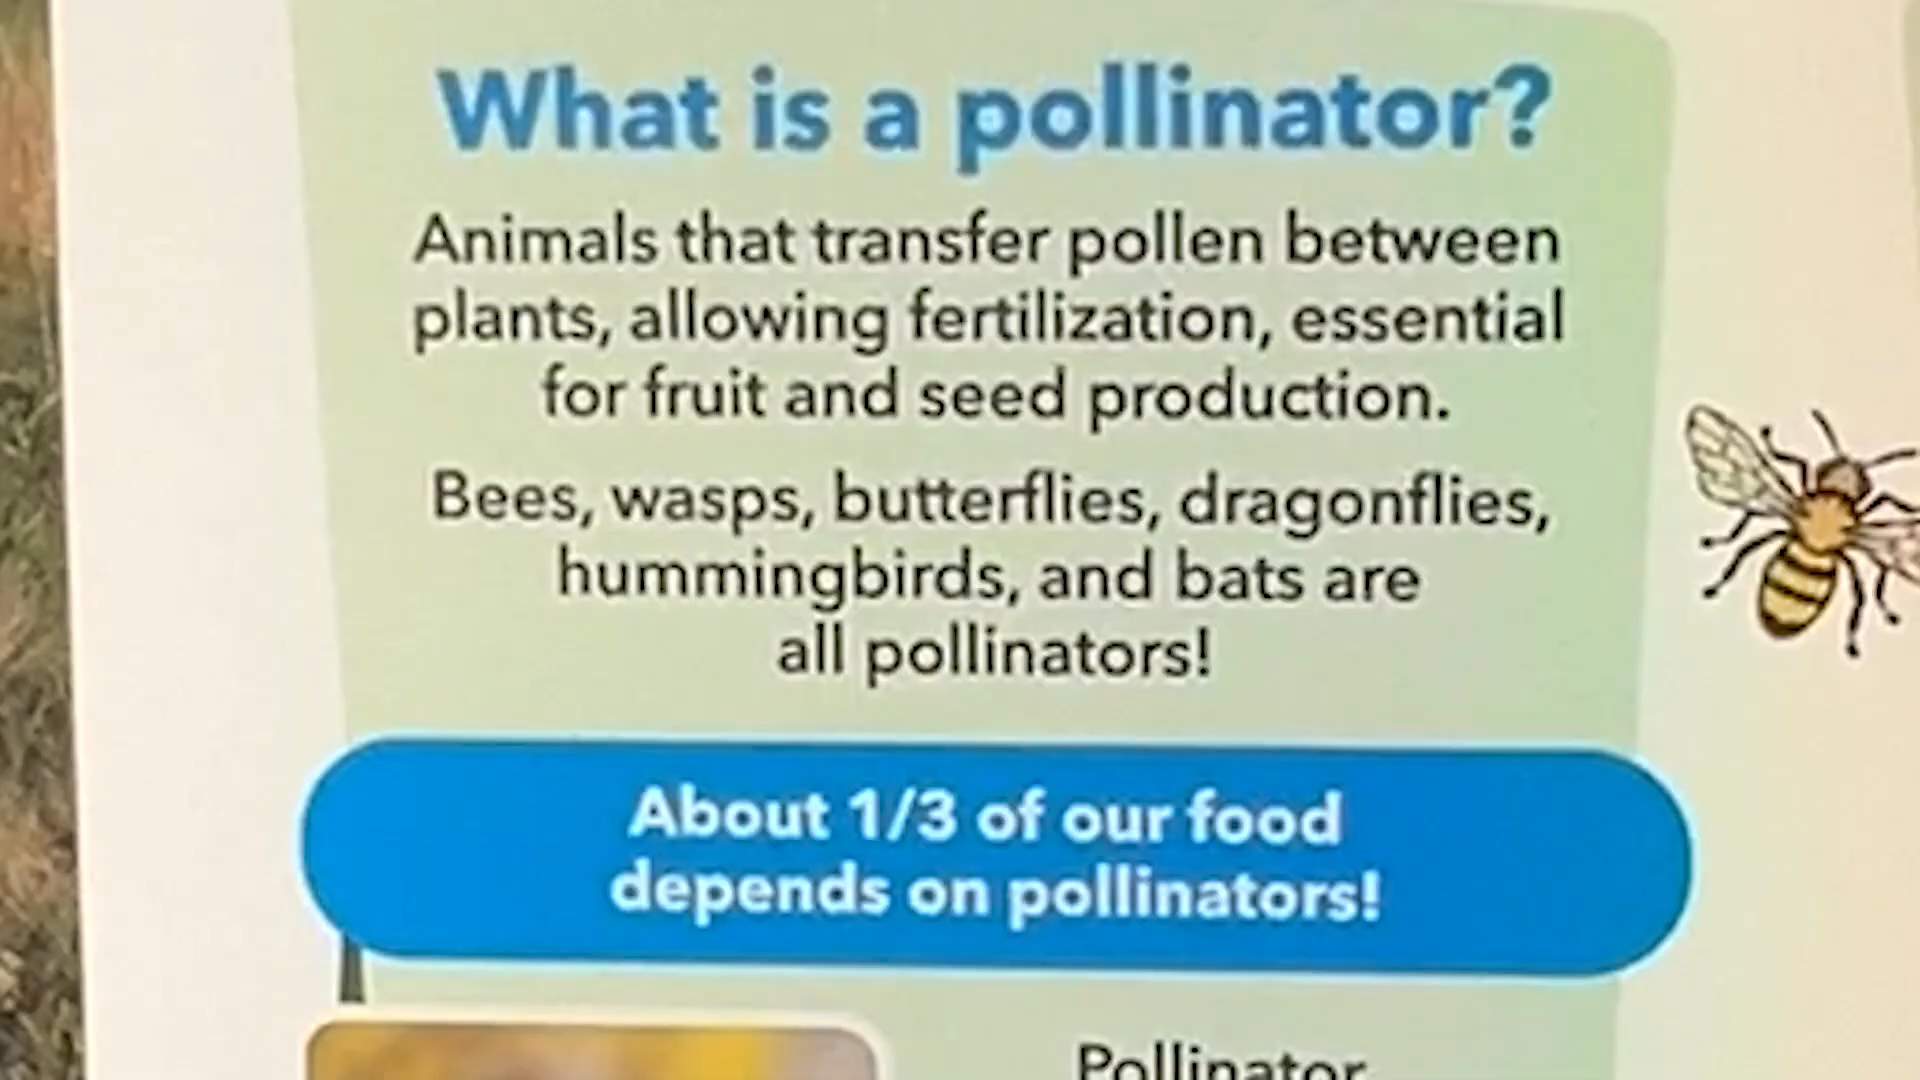 What is a pollinator?
Animals that transfer pollen between
plants, allowing fertilization, essential
for fruit and seed production.
Bees, wasps, butterflies, dragonflies,
hummingbirds, and bats are
all pollinators!
About 1/3 of our food
depends on pollinators!
Pollinator